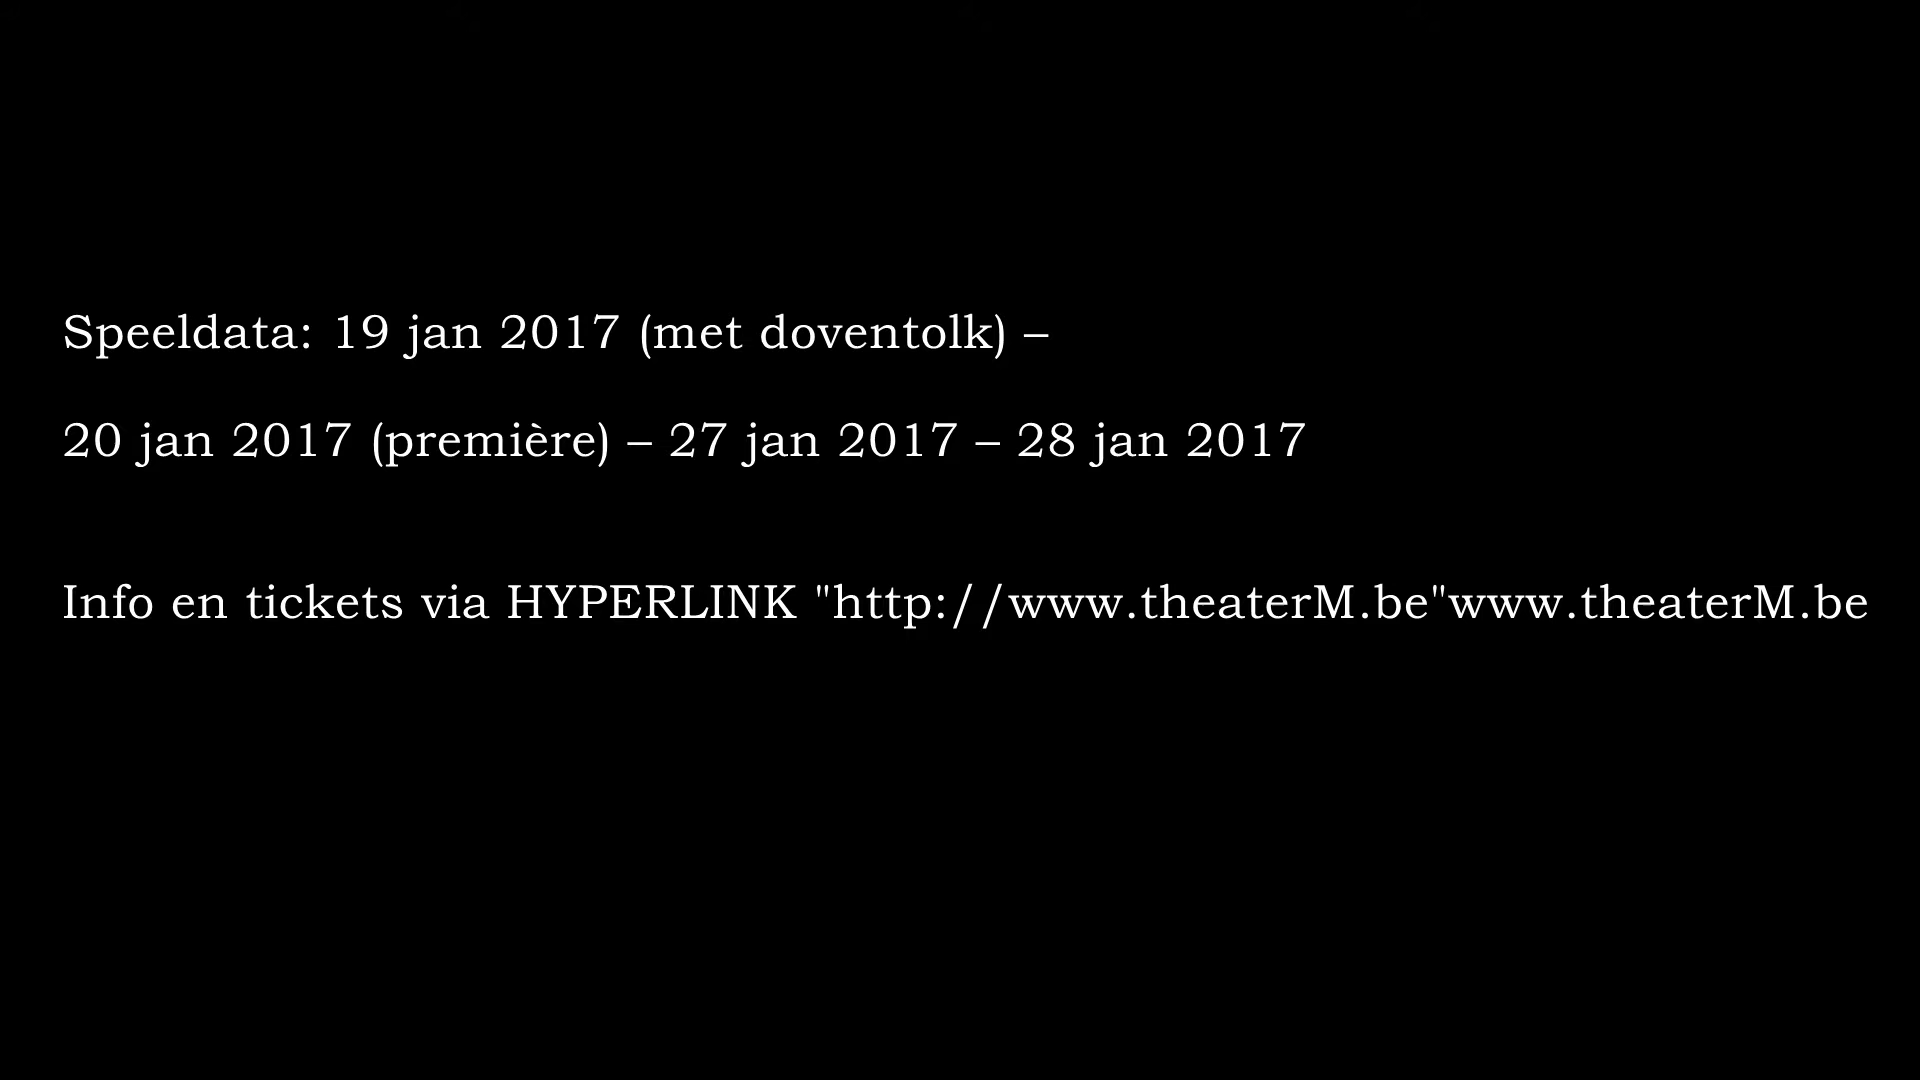 Speeldata: 19 jan 2017 (met doventolk) –
20 jan 2017 (première) – 27 jan 2017 – 28 jan 2017
Info en tickets via HYPERLINK "http://www.theaterM.be"www.theaterM.be